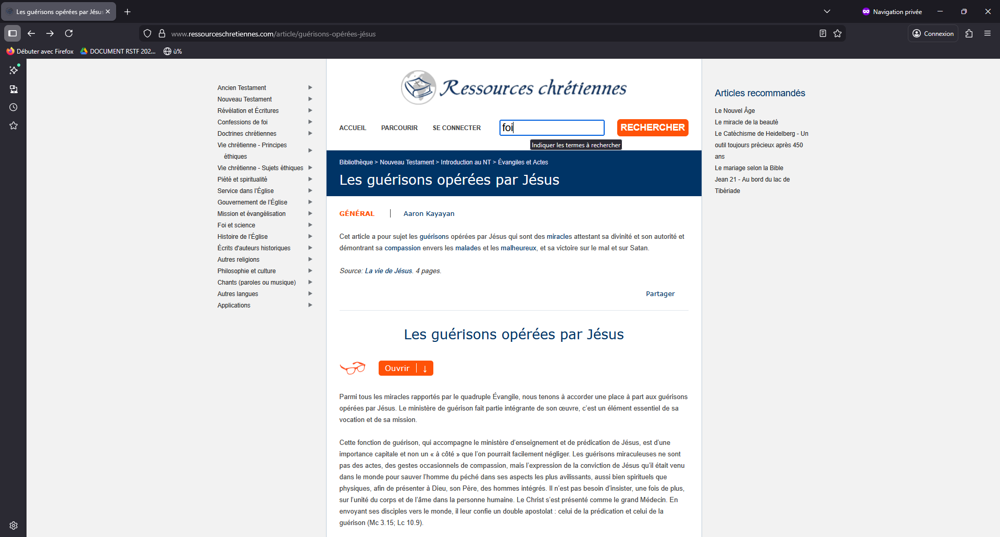 Les guérisons opérées par Jésus
Navigation privée
www.ressourceschretiennes.com/article/guérisons-opérées-jésus
Connexion
Débuter avec Firefox
DOCUMENT RSTF 202...
ù%
Ancien Testament
Nouveau Testament
Révélation et Écritures
Confessions de foi
Doctrines chrétiennes
Vie chrétienne - Principes
éthiques
Vie chrétienne - Sujets éthiques
Piété et spiritualité
Service dans l'Église
Gouvernement de l'Église
Mission et évangélisation
Foi et science
Histoire de l'Église
Écrits d'auteurs historiques
Autres religions
Philosophie et culture
Chants (paroles ou musique)
Autres langues
Applications
Ressources chrétiennes
ACCUEIL
PARCOURIR
SE CONNECTER
foi
RECHERCHER
Indiquer les termes à rechercher
Bibliothèque > Nouveau Testament > Introduction au NT > Évangiles et Actes
Les guérisons opérées par Jésus
GÉNÉRAL
Aaron Kayayan
Cet article a pour sujet les guérisons opérées par Jésus qui sont des miracles attestant sa divinité et son autorité et
démontrant sa compassion envers les malades et les malheureux, et sa victoire sur le mal et sur Satan.
Source: La vie de Jésus. 4 pages.
Partager
Les guérisons opérées par Jésus
Ouvrir ↓
Parmi tous les miracles rapportés par le quadruple Évangile, nous tenons à accorder une place à part aux guérisons
opérées par Jésus. Le ministère de guérison fait partie intégrante de son œuvre, c'est un élément essentiel de sa
vocation et de sa mission.
Cette fonction de guérison, qui accompagne le ministère d'enseignement et de prédication de Jésus, est d'une
importance capitale et non un « à côté » que l'on pourrait facilement négliger. Les guérisons miraculeuses ne sont
pas des actes, des gestes occasionnels de compassion, mais l'expression de la conviction de Jésus qu'il était venu
dans le monde pour sauver l'homme du péché dans ses aspects les plus avilissants, aussi bien spirituels que
physiques, afin de présenter à Dieu, son Père, des hommes intégrés. Il n'est pas besoin d'insister, une fois de plus,
sur l'unité du corps et de l'âme dans la personne humaine. Le Christ s'est présenté comme le grand Médecin. En
envoyant ses disciples vers le monde, il leur confie un double apostolat : celui de la prédication et celui de la
guérison (Mc 3.15; Lc 10.9).
Articles recommandés
Le Nouvel Âge
Le miracle de la beauté
Le Catéchisme de Heidelberg - Un
outil toujours précieux après 450
ans
Le mariage selon la Bible
Jean 21 - Au bord du lac de
Tibériade